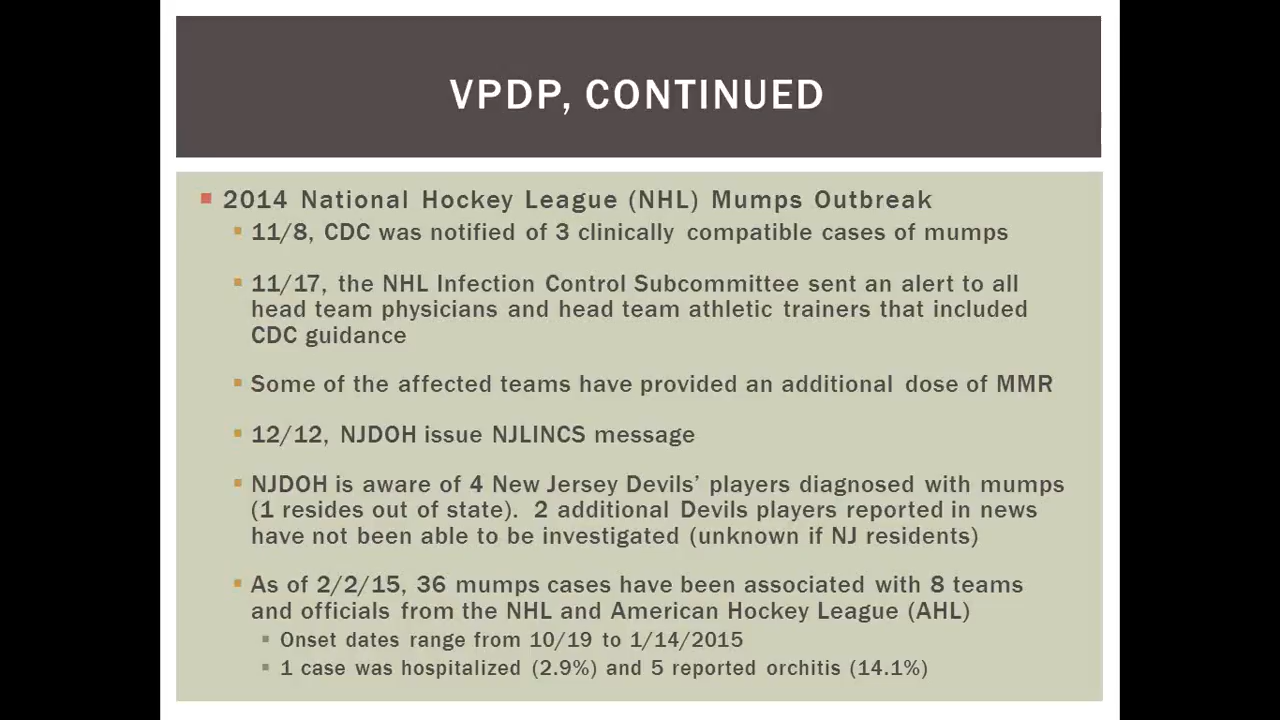 VPDP, CONTINUED
2014 National Hockey League (NHL) Mumps Outbreak
11/8, CDC was notified of 3 clinically compatible cases of mumps
11/17, the NHL Infection Control Subcommittee sent an alert to all
head team physicians and head team athletic trainers that included
CDC guidance
Some of the affected teams have provided an additional dose of MMR
12/12, NJDOH issue NJLINCS message
NJDOH is aware of 4 New Jersey Devils’ players diagnosed with mumps
(1 resides out of state).  2 additional Devils players reported in news
have not been able to be investigated (unknown if NJ residents)
As of 2/2/15, 36 mumps cases have been associated with 8 teams
and officials from the NHL and American Hockey League (AHL)
Onset dates range from 10/19 to 1/14/2015
1 case was hospitalized (2.9%) and 5 reported orchitis (14.1%)